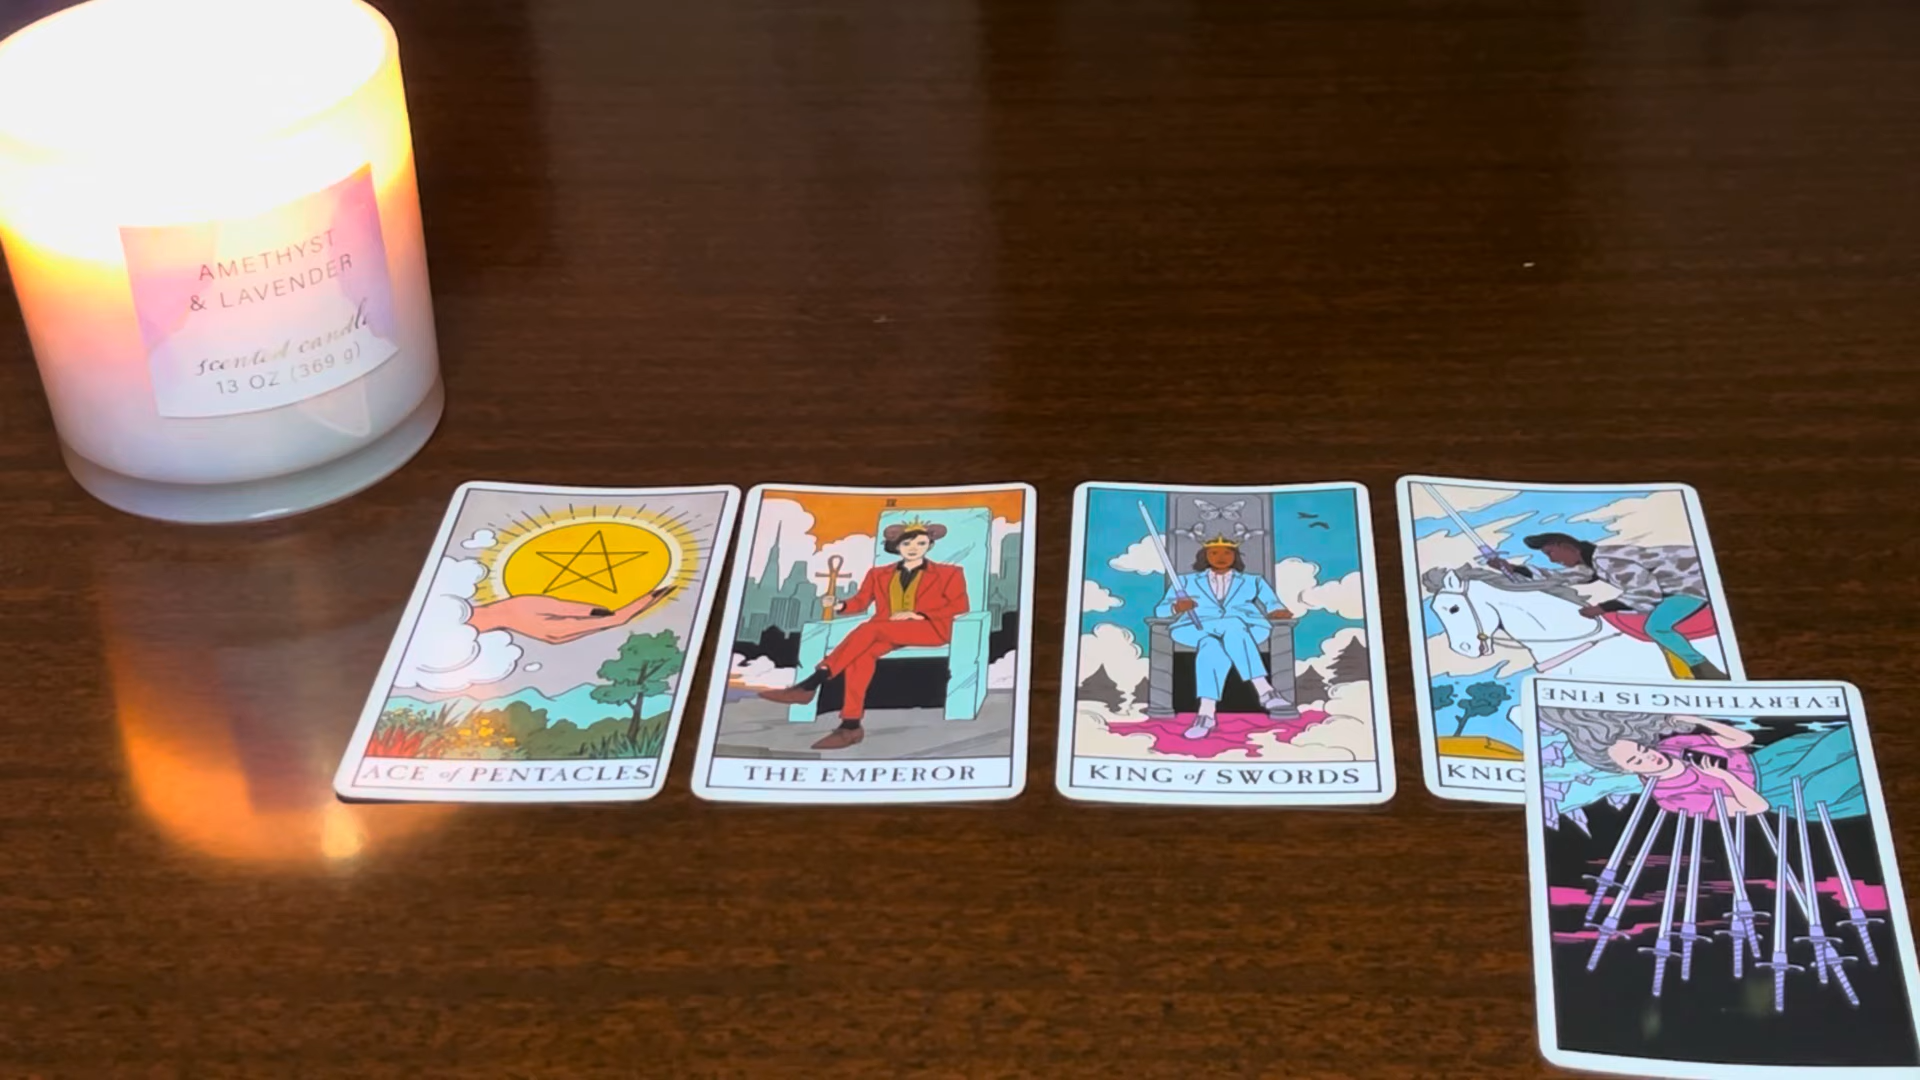 AMETHYST
& LAVENDER
scented candle
13 OZ (369 g)
IV
ACE of PENTACLES
THE EMPEROR
KING of SWORDS
KNIG
EVERYTHING IS FINE